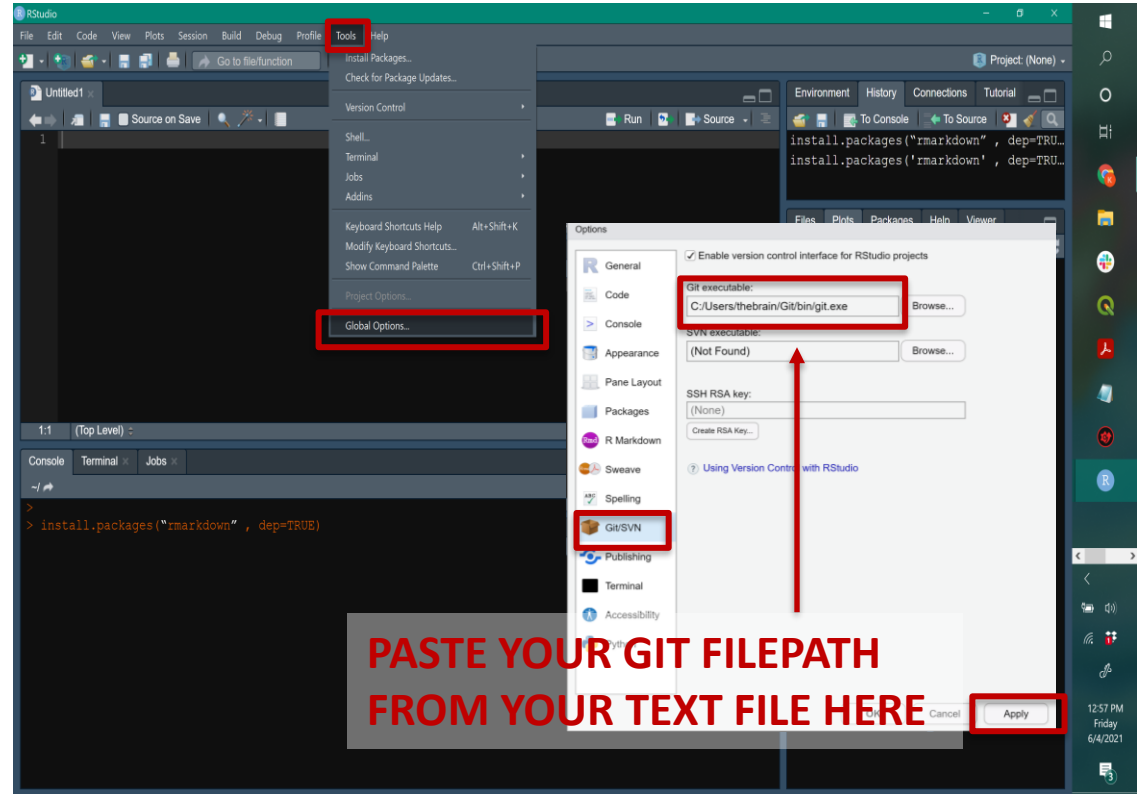 RStudio
File Edit Code View Plots Session Build Debug Profile Tools Help
Go to file/function
Project: (None)
Install Packages...
Check for Package Updates...
Version Control
Shell...
Terminal
Jobs
Addins
Keyboard Shortcuts Help Alt+Shift+K
Modify Keyboard Shortcuts...
Show Command Palette Ctrl+Shift+P
Project Options...
Global Options...
Untitled1
Source on Save
Run
Source
1
1:1 (Top Level)
Console Terminal Jobs
~/
>
> install.packages("rmarkdown" , dep=TRUE)
Environment History Connections Tutorial
To Console To Source
install.packages("rmarkdown" , dep=TRU…
install.packages('rmarkdown' , dep=TRU…
Files Plots Packages Help Viewer
Options
R General
Code
Console
Appearance
Pane Layout
Packages
Rmd R Markdown
Sweave
ABC Spelling
Git/SVN
Publishing
Terminal
Accessibility
Enable version control interface for RStudio projects
Git executable:
C:/Users/thebrain/Git/bin/git.exe Browse...
SVN executable:
(Not Found) Browse...
SSH RSA key:
(None)
Create RSA Key...
? Using Version Control with RStudio
PASTE YOUR GIT FILEPATH
FROM YOUR TEXT FILE HERE
Cancel Apply
R
12:57 PM
Friday
6/4/2021
3